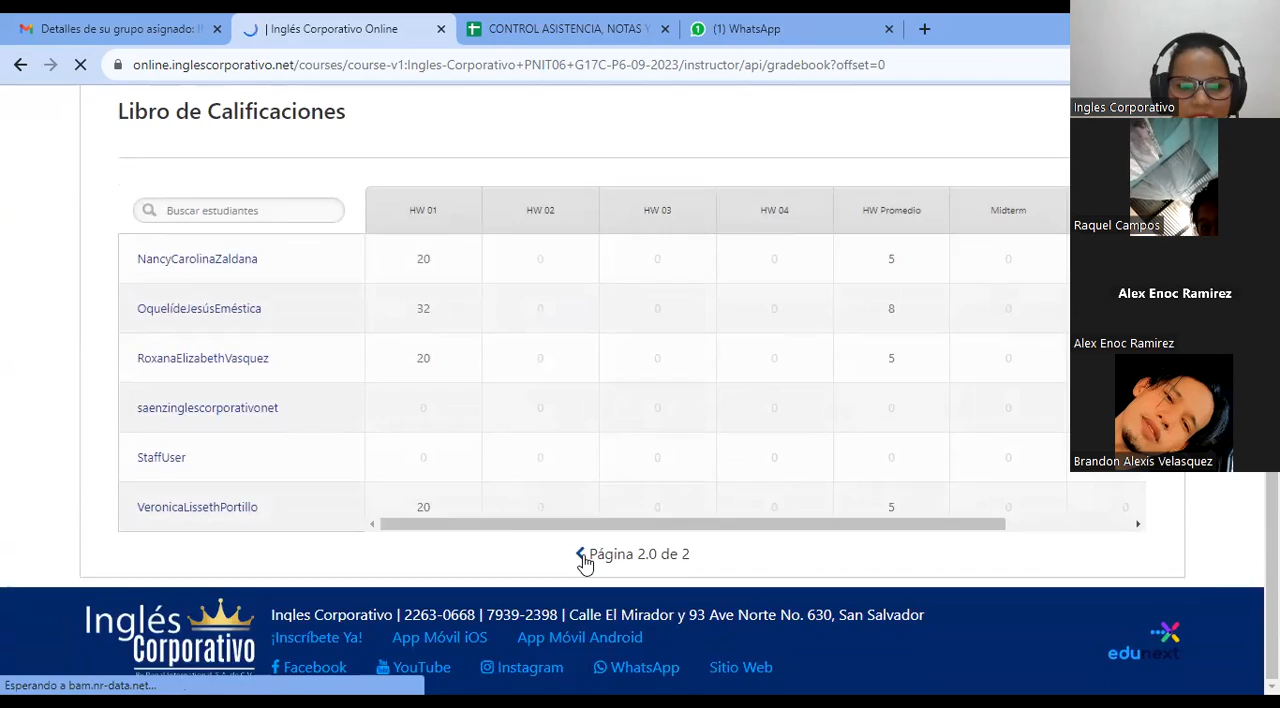 Detalles de su grupo asignado: I
| Inglés Corporativo Online
CONTROL ASISTENCIA, NOTAS Y
(1) WhatsApp
online.inglescorporativo.net/courses/course-v1:Ingles-Corporativo+PNIT06+G17C-P6-09-2023/instructor/api/gradebook?offset=0
Libro de Calificaciones
Buscar estudiantes HW 01 HW 02 HW 03 HW 04 HW Promedio Midterm
NancyCarolinaZaldana 20 0 0 0 5 0
OquelídeJesúsEméstica 32 0 0 0 8 0
RoxanaElizabethVasquez 20 0 0 0 5 0
saenzinglescorporativonet 0 0 0 0 0 0
StaffUser 0 0 0 0 0 0
VeronicaLissethPortillo 20 0 0 0 5 0 0
Página 2.0 de 2
Inglés Corporativo
Ingles Corporativo | 2263-0668 | 7939-2398 | Calle El Mirador y 93 Ave Norte No. 630, San Salvador
¡Inscríbete Ya! App Móvil iOS App Móvil Android
Facebook YouTube Instagram WhatsApp Sitio Web
edunext
Esperando a bam.nr-data.net...
Ingles Corporativo
Raquel Campos
Alex Enoc Ramirez
Alex Enoc Ramirez
Brandon Alexis Velasquez